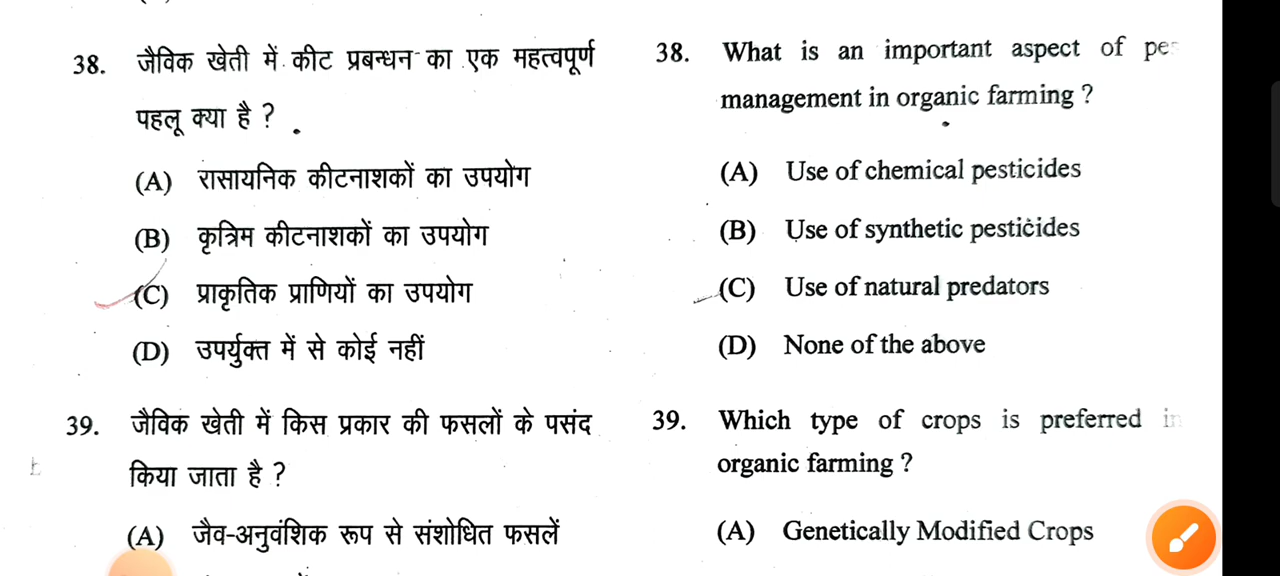 38. जैविक खेती में कीट प्रबन्धन का एक महत्वपूर्ण
पहलू क्या है ?
(A) रासायनिक कीटनाशकों का उपयोग
(B) कृत्रिम कीटनाशकों का उपयोग
(C) प्राकृतिक प्राणियों का उपयोग
(D) उपर्युक्त में से कोई नहीं
39. जैविक खेती में किस प्रकार की फसलों के पसंद
किया जाता है ?
(A) जैव-अनुवंशिक रूप से संशोधित फसलें
38. What is an important aspect of
management in organic farming ?
(A) Use of chemical pesticides
(B) Use of synthetic pesticides
(C) Use of natural predators
(D) None of the above
39. Which type of crops is preferred in
organic farming ?
(A) Genetically Modified Crops